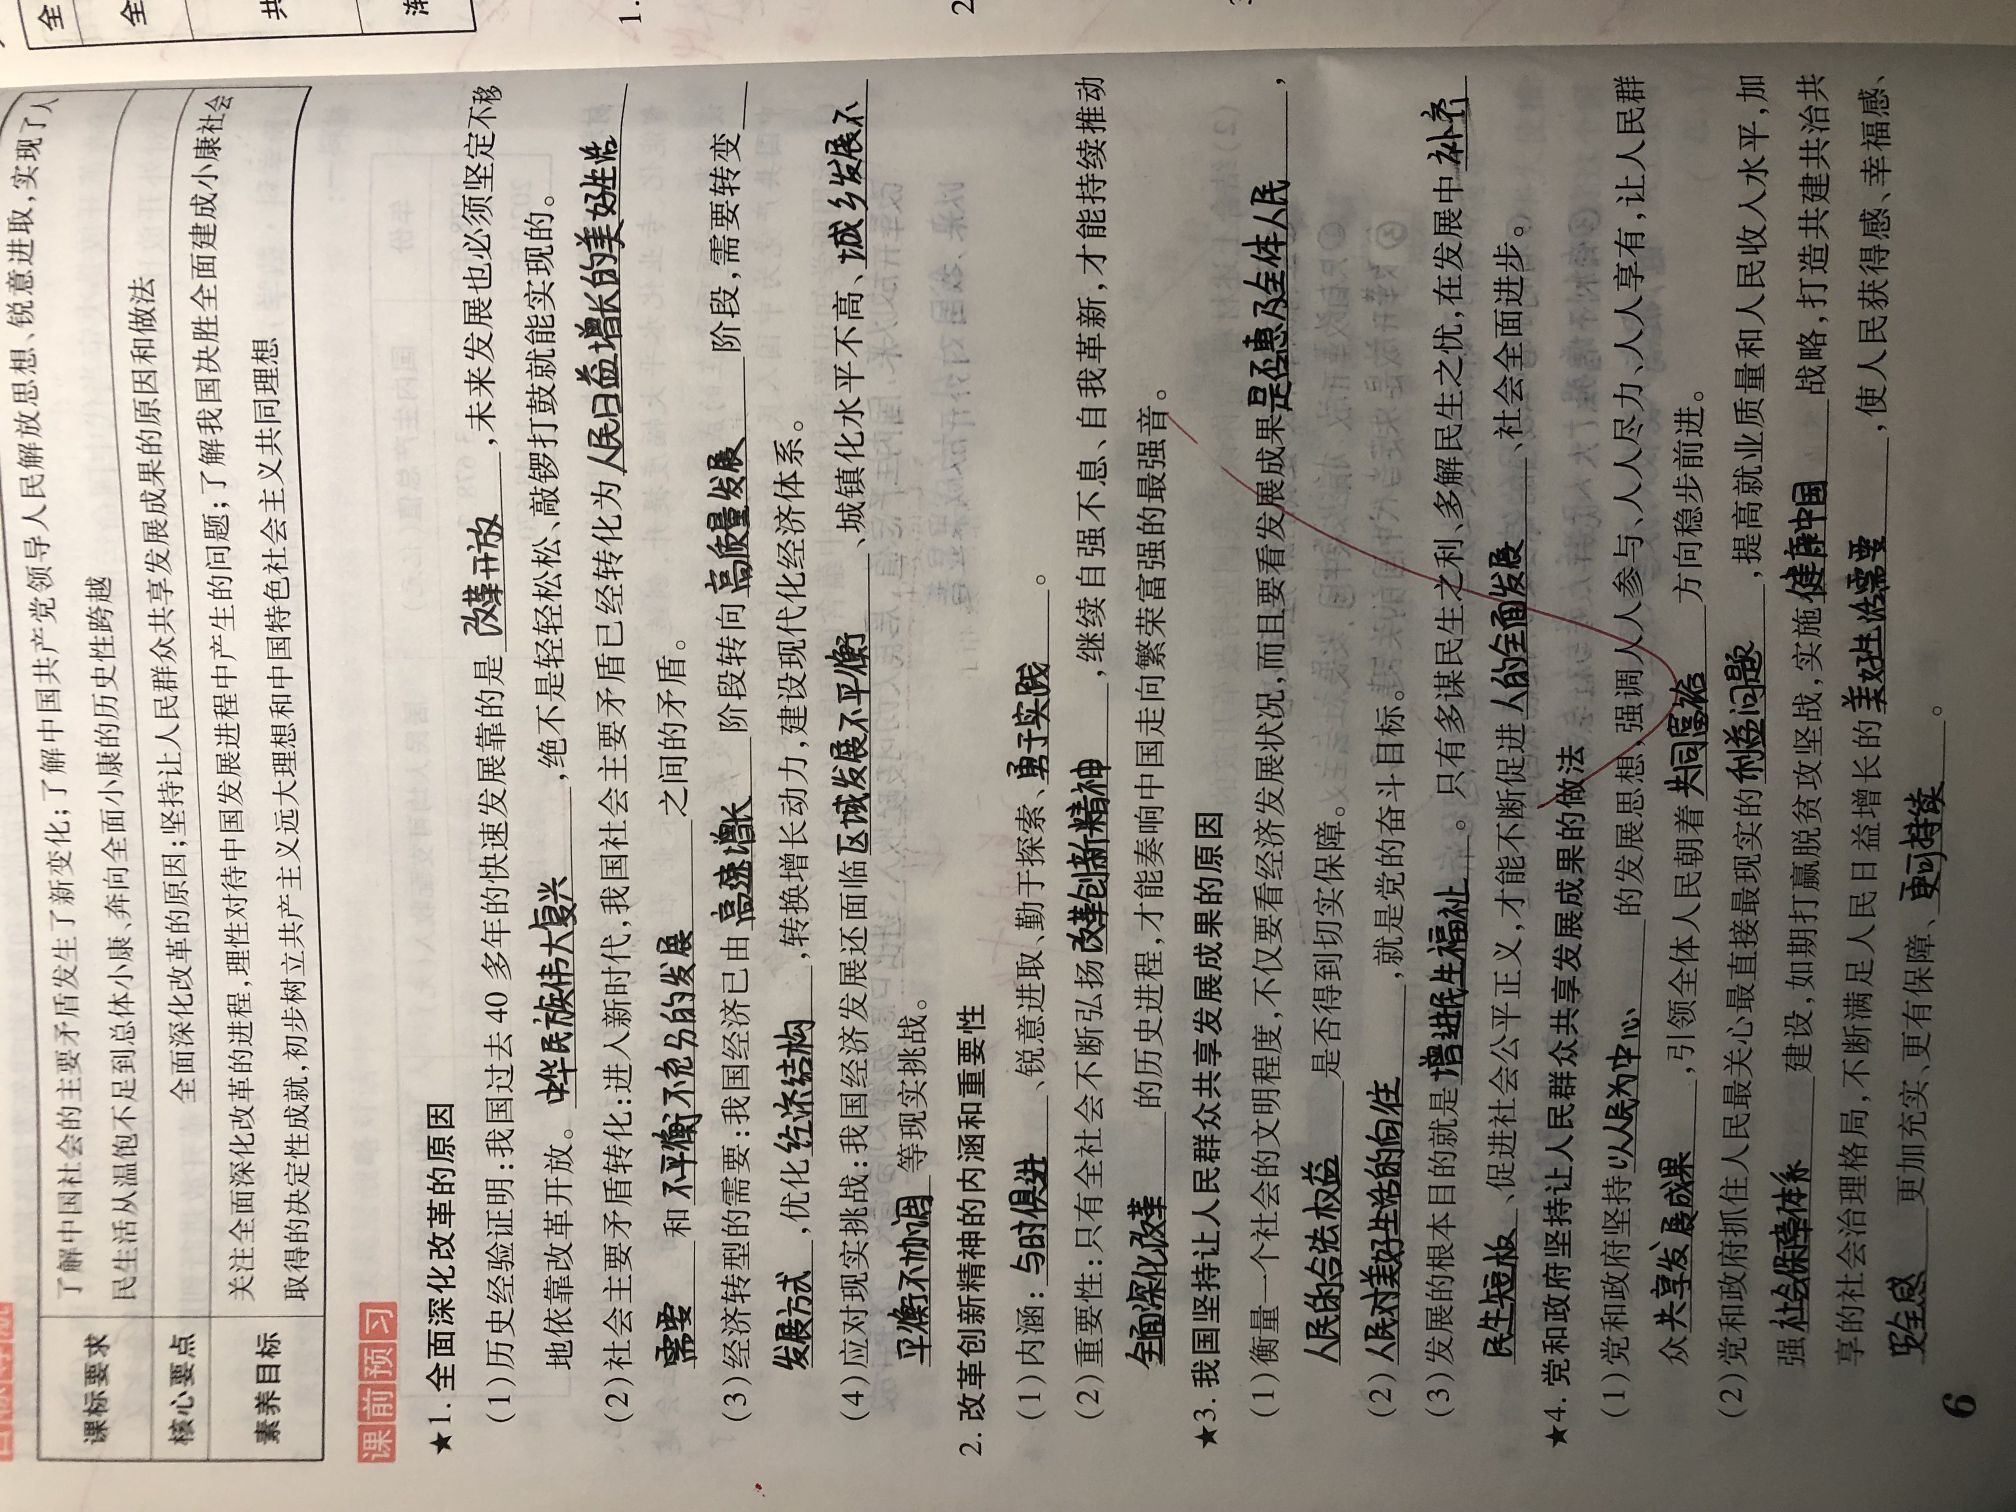 目标导航
课标要求
了解中国社会的主要矛盾发生了新变化;了解中国共产党领导人民解放思想、锐意进取,实现了人
民生活从温饱不足到总体小康、奔向全面小康的历史性跨越
核心要点
全面深化改革的原因;坚持让人民群众共享发展成果的原因和做法
素养目标
关注全面深化改革的进程,理性对待中国发展进程中产生的问题;了解我国决胜全面建成小康社会
取得的决定性成就,初步树立共产主义远大理想和中国特色社会主义共同理想
课前预习
★1. 全面深化改革的原因
(1)历史经验证明:我国过去 40 多年的快速发展靠的是 改革开放 ,未来发展也必须坚定不移
地依靠改革开放。 中华民族伟大复兴 ,绝不是轻轻松松、敲锣打鼓就能实现的。
(2)社会主要矛盾转化:进入新时代,我国社会主要矛盾已经转化为 人民日益增长的美好生活
需要 和 不平衡不充分的发展 之间的矛盾。
(3)经济转型的需要:我国经济已由 高速增长 阶段转向 高质量发展 阶段,需要转变
发展方式 ,优化 经济结构 ,转换增长动力,建设现代化经济体系。
(4)应对现实挑战:我国经济发展还面临 区域发展不平衡 、城镇化水平不高、 城乡发展不
平衡不协调 等现实挑战。
2. 改革创新精神的内涵和重要性
(1)内涵: 与时俱进 、锐意进取、勤于探索、 勇于实践 。
(2)重要性:只有全社会不断弘扬 改革创新精神 ,继续自强不息、自我革新,才能持续推动
全面深化改革 的历史进程,才能奏响中国走向繁荣富强的最强音。
★3. 我国坚持让人民群众共享发展成果的原因
(1)衡量一个社会的文明程度,不仅要看经济发展状况,而且要看发展成果 是否惠及全体人民 ,
人民的合法权益 是否得到切实保障。
(2) 人民对美好生活的向往 ,就是党的奋斗目标。
(3)发展的根本目的就是 增进民生福祉 。只有多谋民生之利、多解民生之忧,在发展中 补齐
民生短板 、促进社会公平正义,才能不断促进 人的全面发展 、社会全面进步。
★4. 党和政府坚持让人民群众共享发展成果的做法
(1)党和政府坚持 以人民为中心 的发展思想,强调人人参与、人人尽力、人人享有,让人民群
众 共享发展成果 ,引领全体人民朝着 共同富裕 方向稳步前进。
(2)党和政府抓住人民最关心最直接最现实的 利益问题 ,提高就业质量和人民收入水平,加
强 社会保障体系 建设,如期打赢脱贫攻坚战,实施 健康中国 战略,打造共建共治共
享的社会治理格局,不断满足人民日益增长的 美好生活需要 ,使人民获得感、幸福感、
安全感 更加充实、更有保障、 更可持续 。
6
全
全
共
渐
1.
2